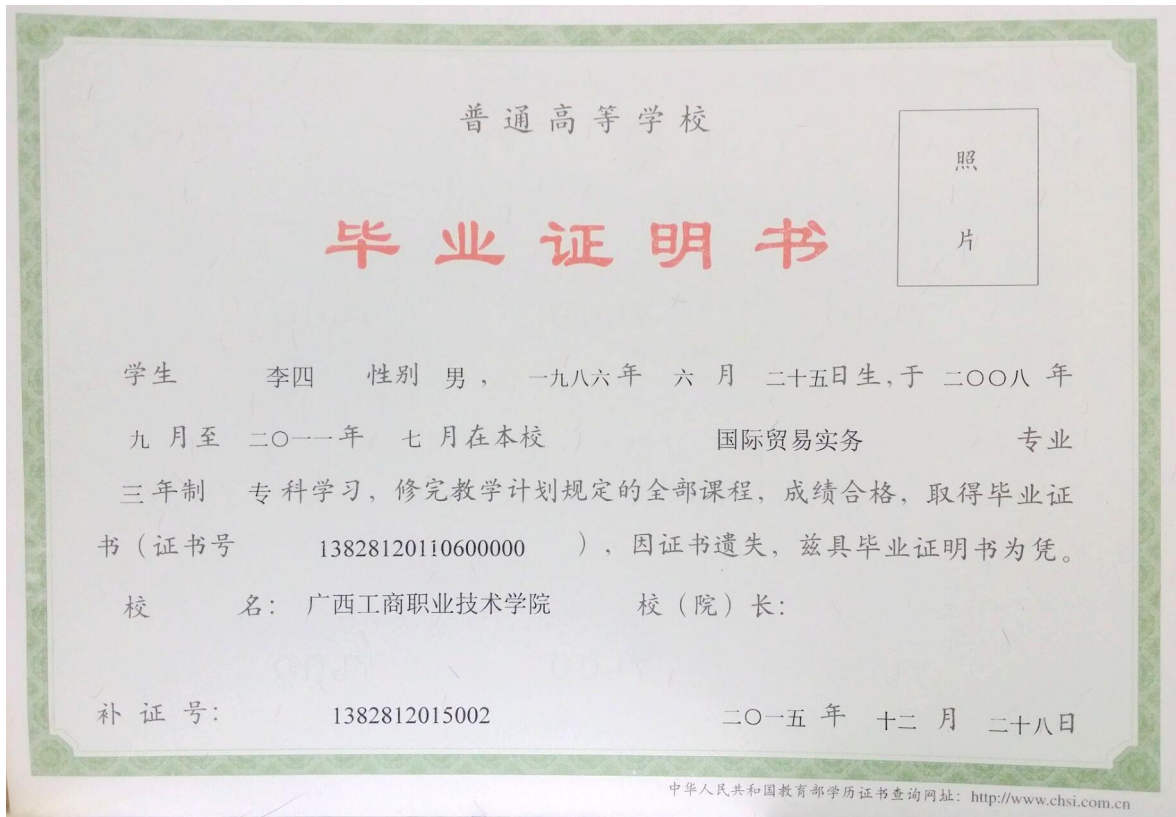 普通高等学校
照
片
毕业证明书
学生 李四 性别 男，一九八六年 六 月 二十五日生,于 二〇〇八 年
九 月至 二〇一一年 七 月在本校 国际贸易实务 专业
三年制 专科学习，修完教学计划规定的全部课程，成绩合格，取得毕业证
书（证书号 13828120110600000 ），因证书遗失，兹具毕业证明书为凭。
校 名：广西工商职业技术学院 校（院）长：
补 证 号： 1382812015002 二〇一五 年 十二 月 二十八日
中华人民共和国教育部学历证书查询网址：http://www.chsi.com.cn